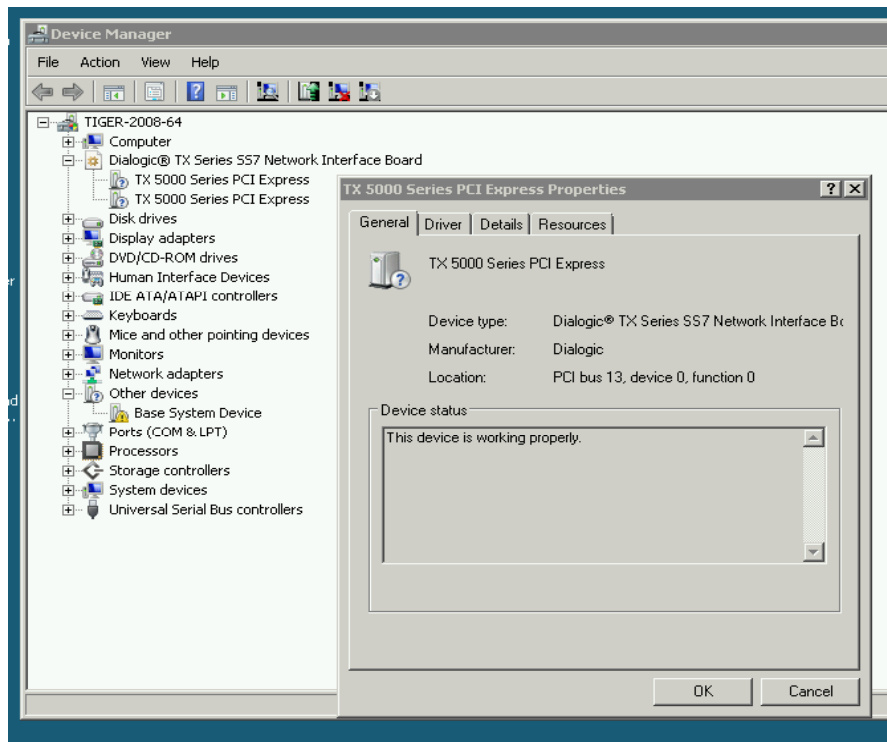 Device Manager
File Action View Help
TIGER-2008-64
Computer
Dialogic® TX Series SS7 Network Interface Board
TX 5000 Series PCI Express
TX 5000 Series PCI Express
Disk drives
Display adapters
DVD/CD-ROM drives
Human Interface Devices
IDE ATA/ATAPI controllers
Keyboards
Mice and other pointing devices
Monitors
Network adapters
Other devices
Base System Device
Ports (COM & LPT)
Processors
Storage controllers
System devices
Universal Serial Bus controllers
TX 5000 Series PCI Express Properties
General Driver Details Resources
TX 5000 Series PCI Express
Device type: Dialogic® TX Series SS7 Network Interface Bo
Manufacturer: Dialogic
Location: PCI bus 13, device 0, function 0
Device status
This device is working properly.
OK Cancel